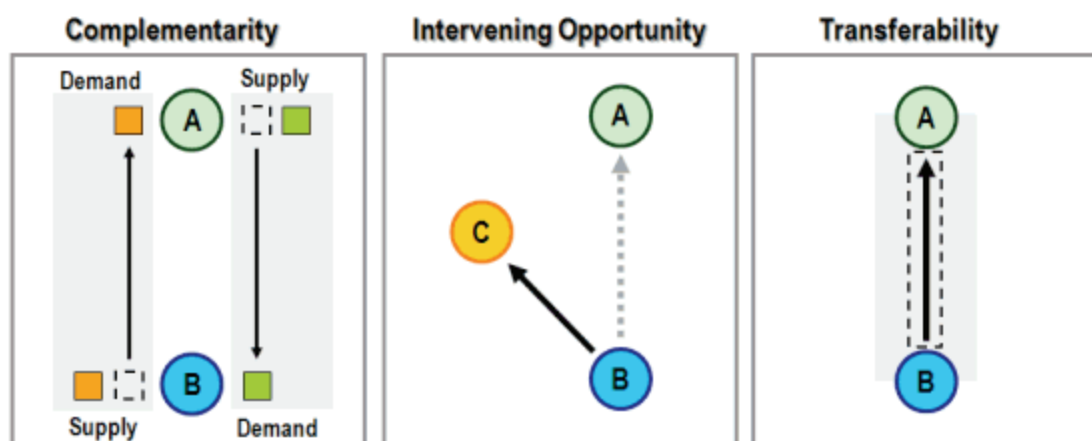 Complementarity
Intervening Opportunity
Transferability
Demand
Supply
A
B
Supply
Demand
A
C
B
A
B